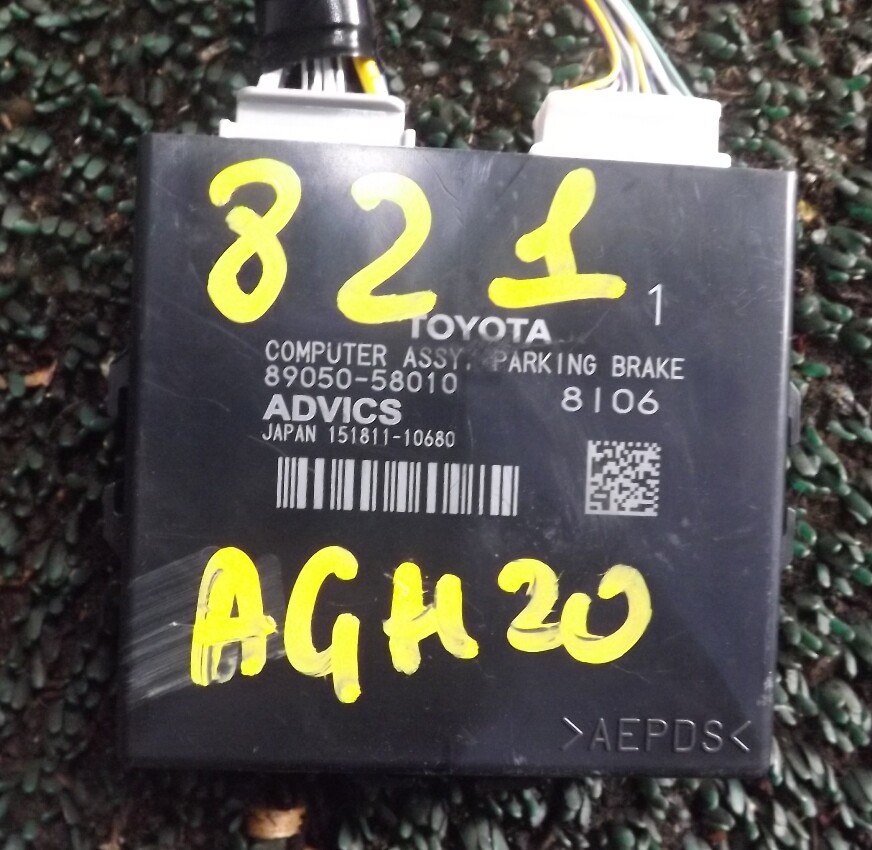 821
1
TOYOTA
COMPUTER ASSY, PARKING BRAKE
89050-58010
8106
ADVICS
JAPAN 151811-10680
AGH20
>AEPDS<